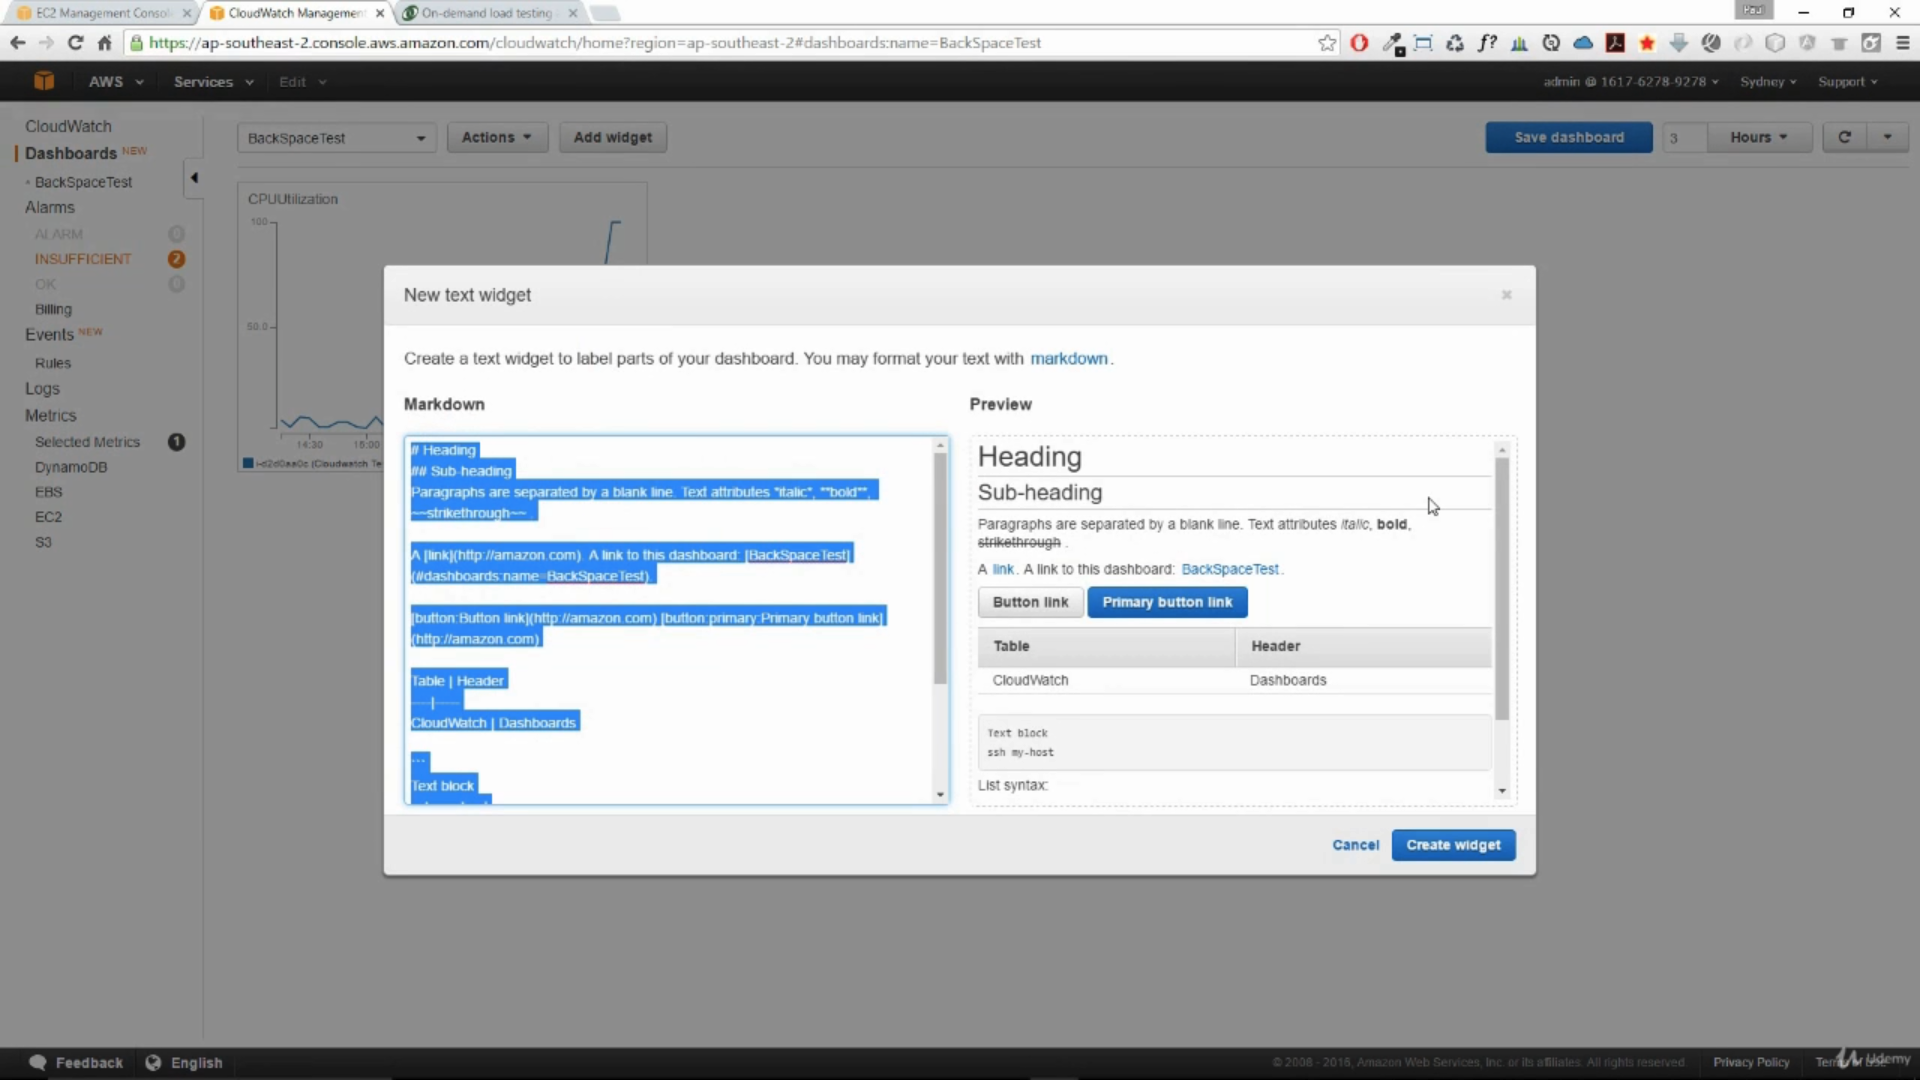 EC2 Management Consol
CloudWatch Management
On-demand load testing
Paul
https://ap-southeast-2.console.aws.amazon.com/cloudwatch/home?region=ap-southeast-2#dashboards:name=BackSpaceTest
f?
AWS
Services
Edit
admin @ 1617-6278-9278
Sydney
Support
CloudWatch
Dashboards NEW
BackSpaceTest
Alarms
ALARM 0
INSUFFICIENT 2
OK 0
Billing
Events NEW
Rules
Logs
Metrics
Selected Metrics 1
DynamoDB
EBS
EC2
S3
BackSpaceTest
Actions
Add widget
Save dashboard
3
Hours
CPUUtilization
100
50.0
14:30
15:00
i-d2d0aa0c (Cloudwatch Te
New text widget
Create a text widget to label parts of your dashboard. You may format your text with markdown.
Markdown
# Heading
## Sub-heading
Paragraphs are separated by a blank line. Text attributes *italic*, **bold**,
~~strikethrough~~ .
A [link](http://amazon.com). A link to this dashboard: [BackSpaceTest]
(#dashboards:name=BackSpaceTest).
[button:Button link](http://amazon.com) [button:primary:Primary button link]
(http://amazon.com)
Table | Header
----|-----
CloudWatch | Dashboards
```
Text block
Preview
Heading
Sub-heading
Paragraphs are separated by a blank line. Text attributes italic, bold,
strikethrough .
A link. A link to this dashboard: BackSpaceTest.
Button link
Primary button link
Table
Header
CloudWatch
Dashboards
Text block
ssh my-host
List syntax:
Cancel
Create widget
Feedback
English
© 2008 - 2016, Amazon Web Services, Inc. or its affiliates. All rights reserved.
Privacy Policy
Udemy